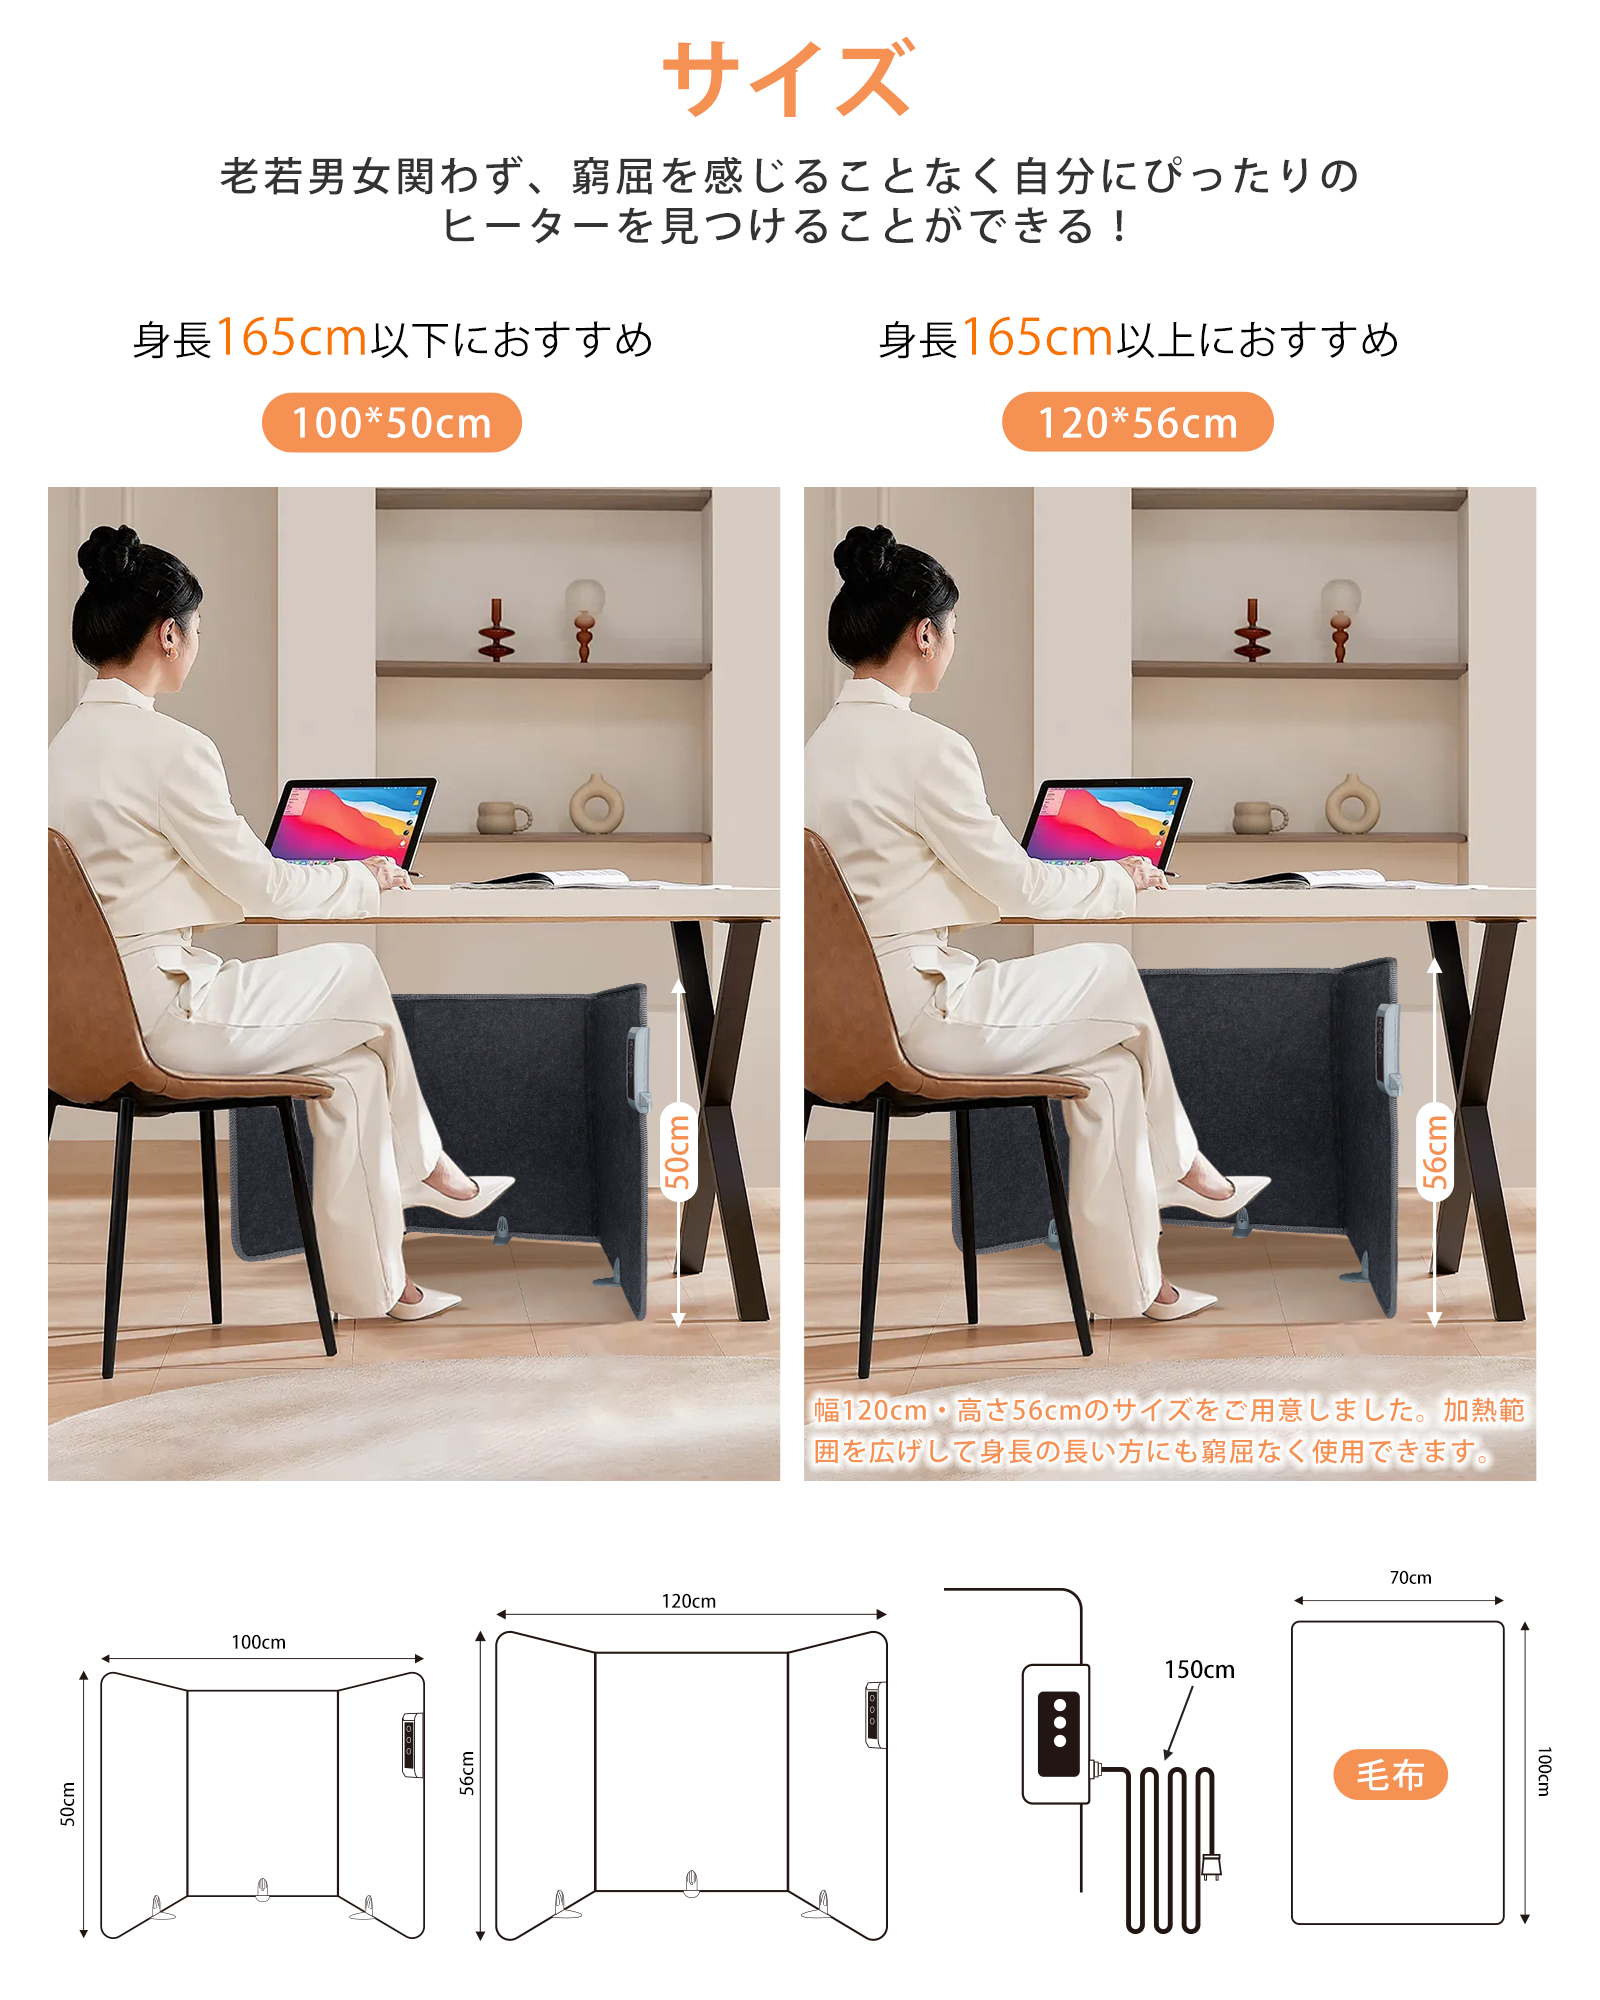 サイズ
老若男女関わず、窮屈を感じることなく自分にぴったりの
ヒーターを見つけることができる！
身長165cm以下におすすめ
100*50cm
身長165cm以上におすすめ
120*56cm
50cm
56cm
幅120cm・高さ56cmのサイズをご用意しました。加熱範
囲を広げして身長の長い方にも窮屈なく使用できます。
100cm
50cm
120cm
56cm
150cm
70cm
100cm
毛布